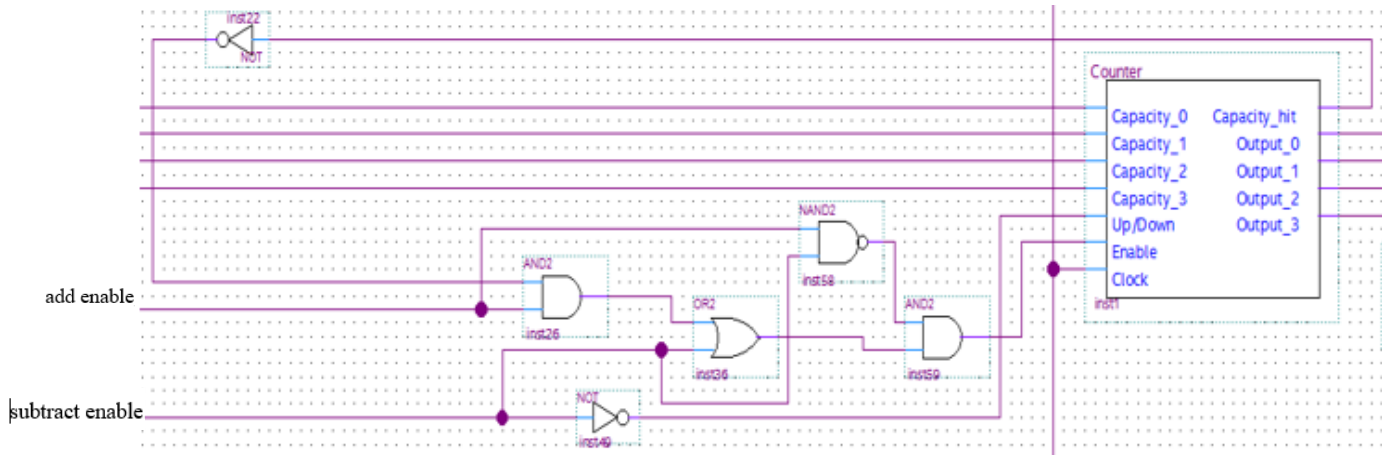 inst22
NOT
Counter
Capacity_0 Capacity_hit
Capacity_1 Output_0
Capacity_2 Output_1
Capacity_3 Output_2
Up/Down Output_3
Enable
Clock
inst1
NAND2
inst58
AND2
inst26
add enable
OR2
inst36
AND2
inst59
subtract enable
NOT
inst49